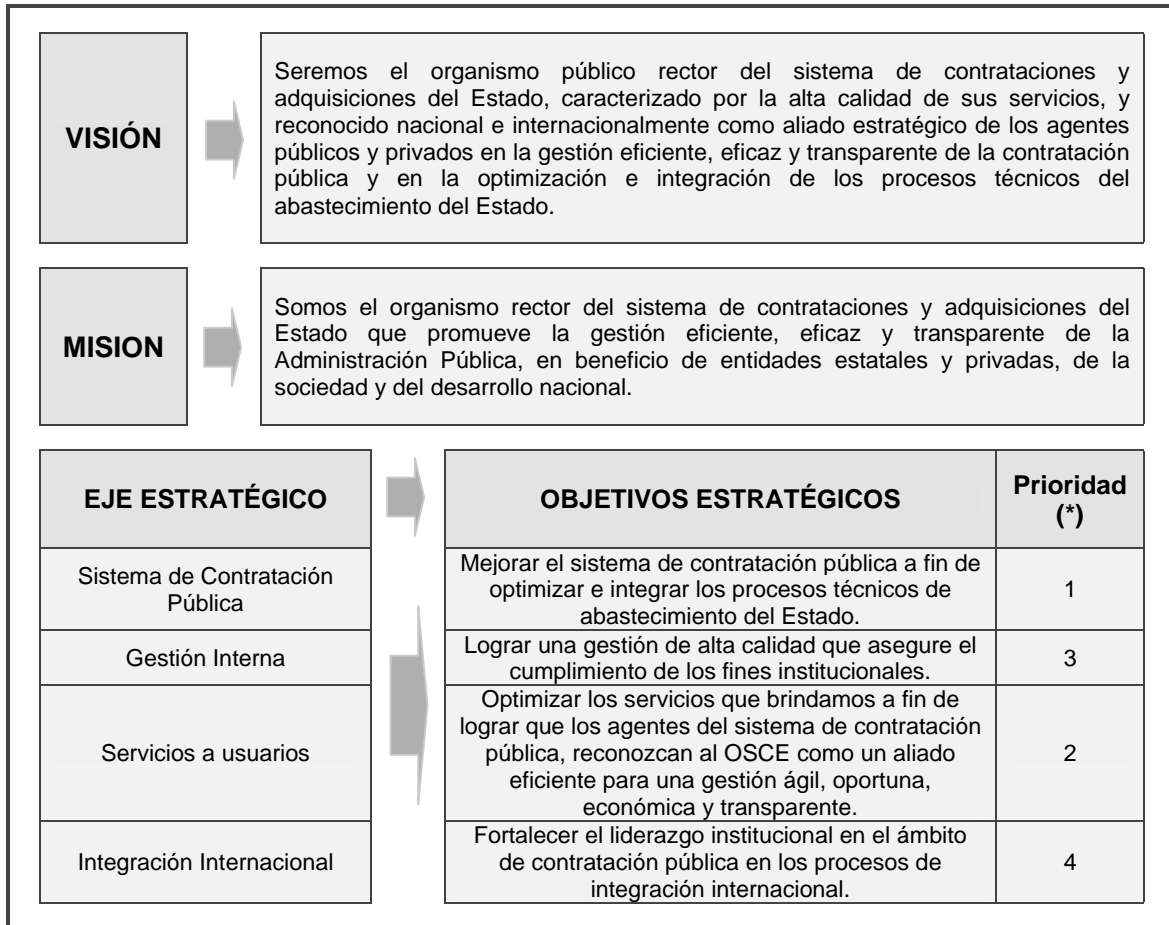 VISIÓN
Seremos el organismo público rector del sistema de contrataciones y
adquisiciones del Estado, caracterizado por la alta calidad de sus servicios, y
reconocido nacional e internacionalmente como aliado estratégico de los agentes
públicos y privados en la gestión eficiente, eficaz y transparente de la contratación
pública y en la optimización e integración de los procesos técnicos del
abastecimiento del Estado.
MISION
Somos el organismo rector del sistema de contrataciones y adquisiciones del
Estado que promueve la gestión eficiente, eficaz y transparente de la
Administración Pública, en beneficio de entidades estatales y privadas, de la
sociedad y del desarrollo nacional.
EJE ESTRATÉGICO
OBJETIVOS ESTRATÉGICOS
Prioridad
(*)
Sistema de Contratación
Pública
Mejorar el sistema de contratación pública a fin de
optimizar e integrar los procesos técnicos de
abastecimiento del Estado.
1
Gestión Interna
Lograr una gestión de alta calidad que asegure el
cumplimiento de los fines institucionales.
3
Servicios a usuarios
Optimizar los servicios que brindamos a fin de
lograr que los agentes del sistema de contratación
pública, reconozcan al OSCE como un aliado
eficiente para una gestión ágil, oportuna,
económica y transparente.
2
Integración Internacional
Fortalecer el liderazgo institucional en el ámbito
de contratación pública en los procesos de
integración internacional.
4